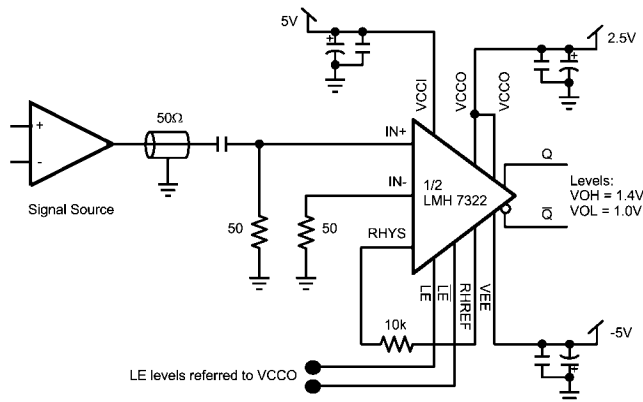 5V
2.5V
VCCI
VCCO
VCCO
50Ω
+
-
IN+
IN-
1/2
LMH 7322
Q
Levels:
VOH = 1.4V
VOL = 1.0V
Q̅
Signal Source
50
50
RHYS
LE
L̅E̅
RHREF
VEE
10k
-5V
LE levels referred to VCCO
+
+
+